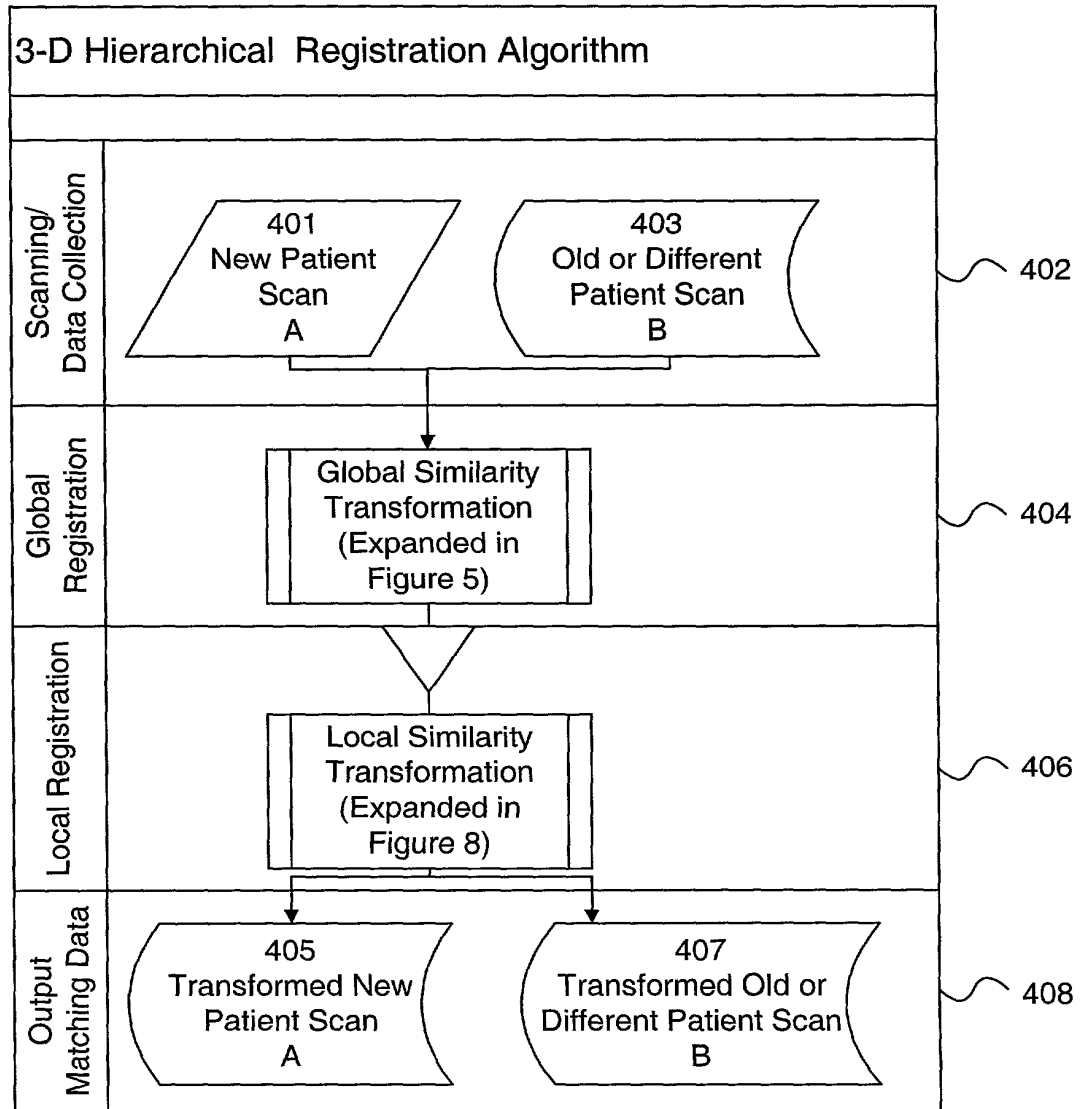 3-D Hierarchical Registration Algorithm
Scanning/
Data Collection
401
New Patient
Scan
A
403
Old or Different
Patient Scan
B
402
Global
Registration
Global Similarity
Transformation
(Expanded in
Figure 5)
404
Local Registration
Local Similarity
Transformation
(Expanded in
Figure 8)
406
Output
Matching Data
405
Transformed New
Patient Scan
A
407
Transformed Old or
Different Patient Scan
B
408